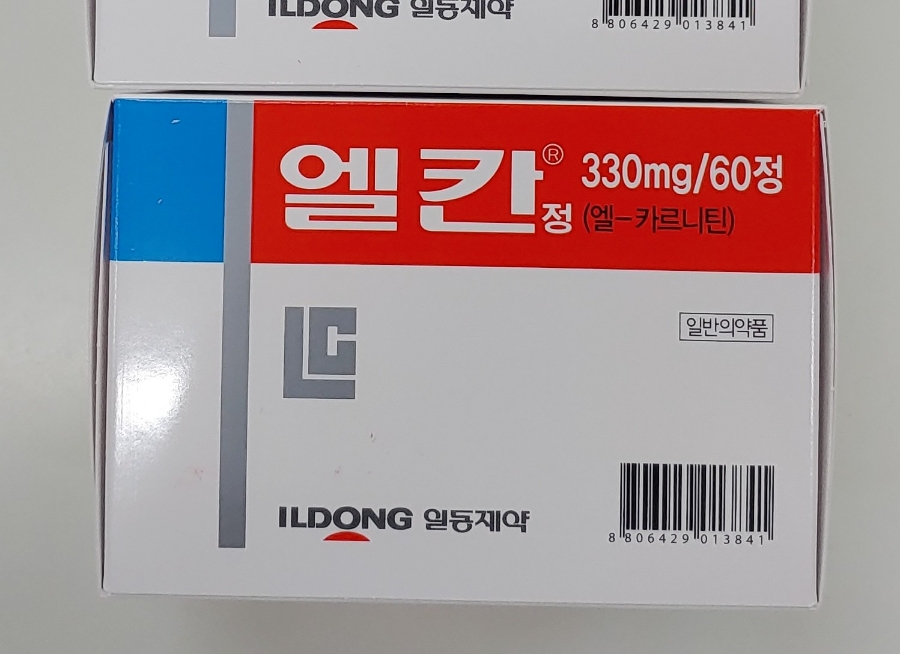 ILDONG 일동제약
8 806429 013841
엘칸® 정 330mg/60정
(엘-카르니틴)
LC
일반의약품
ILDONG 일동제약
8 806429 013841